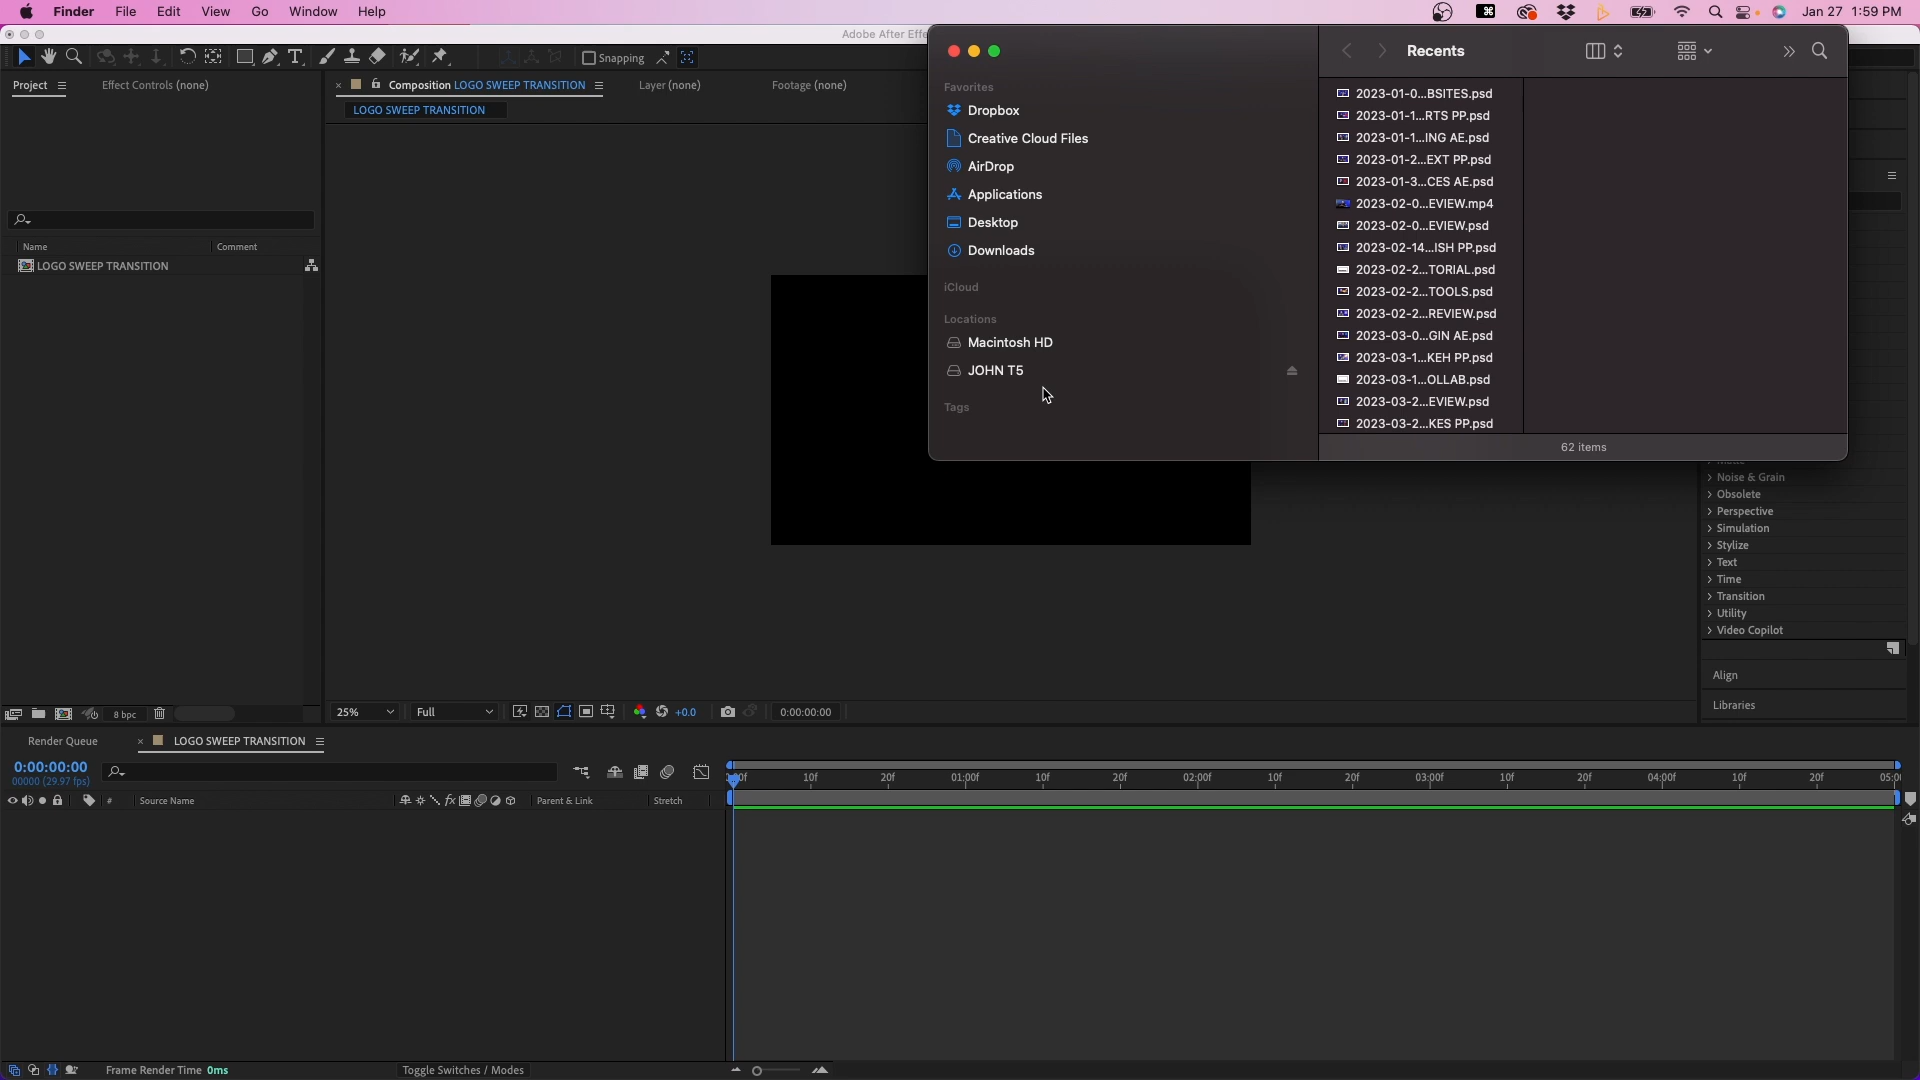 Finder File Edit View Go Window Help
Jan 27 1:59 PM
Adobe After Effe
Snapping
Project
Effect Controls (none)
Composition LOGO SWEEP TRANSITION
Layer (none)
Footage (none)
LOGO SWEEP TRANSITION
Name
Comment
LOGO SWEEP TRANSITION
Favorites
Dropbox
Creative Cloud Files
AirDrop
Applications
Desktop
Downloads
iCloud
Locations
Macintosh HD
JOHN T5
Tags
Recents
2023-01-0...BSITES.psd
2023-01-1...RTS PP.psd
2023-01-1...ING AE.psd
2023-01-2...EXT PP.psd
2023-01-3...CES AE.psd
2023-02-0...EVIEW.mp4
2023-02-0...EVIEW.psd
2023-02-14...ISH PP.psd
2023-02-2...TORIAL.psd
2023-02-2...TOOLS.psd
2023-02-2...REVIEW.psd
2023-03-0...GIN AE.psd
2023-03-1...KEH PP.psd
2023-03-1...OLLAB.psd
2023-03-2...EVIEW.psd
2023-03-2...KES PP.psd
62 items
Noise & Grain
Obsolete
Perspective
Simulation
Stylize
Text
Time
Transition
Utility
Video Copilot
Align
Libraries
8 bpc
25%
Full
+0.0
0:00:00:00
Render Queue
LOGO SWEEP TRANSITION
0:00:00:00
00000 (29.97 fps)
# Source Name
Parent & Link
Stretch
10f 20f 01:00f 10f 20f 02:00f 10f 20f 03:00f 10f 20f 04:00f 10f 20f
Frame Render Time 0ms
Toggle Switches / Modes